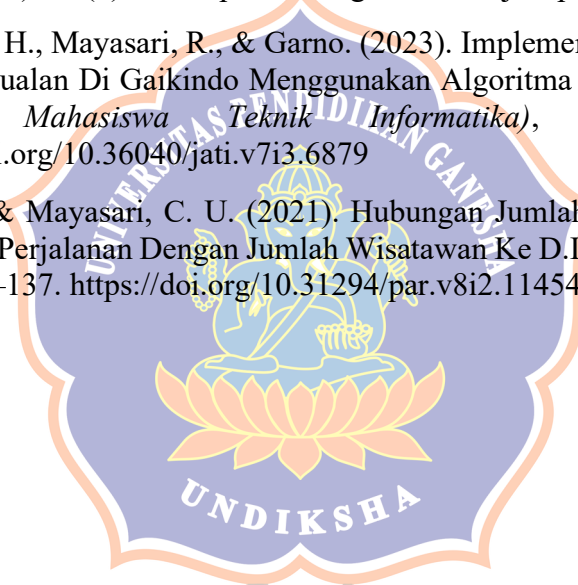 H., Mayasari, R., & Garno. (2023).
ualan Di Gaikindo Menggunakan Algoritma
Mahasiswa Teknik Informatika),
.org/10.36040/jati.v7i3.6879
& Mayasari, C. U. (2021). Hubungan Jumlah
Perjalanan Dengan Jumlah Wisatawan Ke
–137. https://doi.org/10.31294/par.v8i2.11454
UNIVERSITAS PENDIDIKAN GANESHA
UNDIKSHA